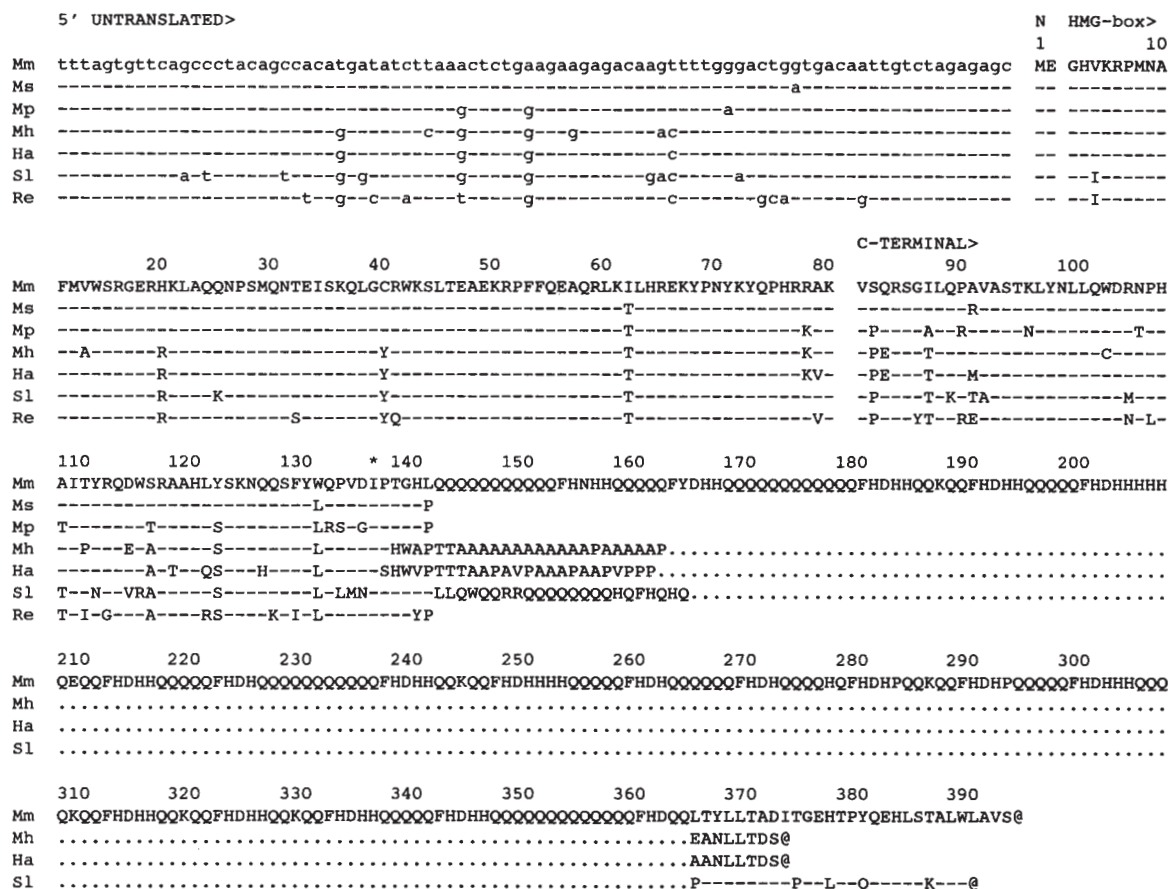 5' UNTRANSLATED> N HMG-box>
1 10
Mm tttagtgttcagccctacagccacatgatatcttaaactctgaagaagagacaagttttgggactggtgacaattgtctagagagc ME GHVKRPMNA
Ms ------------------------------------------------------------------a------------------- -- ---------
Mp ------------------------------------g-----g-----------------a------------------------- -- ---------
Mh -------------------------g-------c--g-----g---g-------ac------------------------------ -- ---------
Ha -------------------------g----------g-----g------------c------------------------------ -- ---------
Sl -----------a-t------t----g-g--------g-----g----------gac-----a------------------------ -- --I------
Re ----------------------t--g--c--a----t-----g------------c-------gca------g------------- -- --I------
C-TERMINAL>
20 30 40 50 60 70 80 90 100
Mm FMVWSRGERHKLAQQNPSMQNTEISKQLGCRWKSLTEAEKRPFFQEAQRLKILHREKYPNYKYQPHRRAK VSQRSGILQPAVASTKLYNLLQWDRNPH
Ms ---------------------------------------------------T------------------ ----------R-----------------
Mp ---------------------------------------------------T---------------K-- -P----A--R-----N---------T--
Mh --A------R-------------------Y---------------------T---------------K-- -PE---T---------------C-----
Ha ---------R-------------------Y---------------------T---------------KV- -PE---T---M-----------------
Sl ---------R----K--------------Y---------------------T------------------ -P----T-K-TA------------M---
Re ---------R-----------S-------YQ--------------------T----------------V- -P---YT--RE-------------N-L-
110 120 130 * 140 150 160 170 180 190 200
Mm AITYRQDWSRAAHLYSKNQQSFYWQPVDIPTGHLQQQQQQQQQQQFHNHHQQQQQFYDHHQQQQQQQQQQQQFHDHHQQKQQFHDHHQQQQQFHDHHHHH
Ms -----------------------L---------P
Mp T-------T------S-------LRS-G-----P
Mh --P---E-A------S-------L------HWAPTTAAAAAAAAAAAAPAAAAAP.....................................
Ha --------A-T--QS---H----L-----SHWVPTTTAAPAVPAAAPAAPVPPP.....................................
Sl T--N--VRA------S-------L-LMN------LLQWQQRRQQQQQQQQHQFHQHQ..................................
Re T-I-G---A-----RS----K-I-L--------YP
210 220 230 240 250 260 270 280 290 300
Mm QEQQFHDHHQQQQQFHDHQQQQQQQQQQQFHDHHQQKQQFHDHHHHQQQQQFHDHQQQQQQFHDHQQQQHQFHDHPQQKQQFHDHPQQQQQFHDHHHQQQ
Mh ....................................................................................................
Ha ....................................................................................................
Sl ....................................................................................................
310 320 330 340 350 360 370 380 390
Mm QKQQFHDHHQQKQQFHDHHQQKQQFHDHHQQQQQFHDHHQQQQQQQQQQQQQFHDQQLTYLLTADITGEHTPYQEHLSTALWLAVS@
Mh .........................................................EANLLTDS@
Ha .........................................................AANLLTDS@
Sl .........................................................P--------P--L--Q-----K---@